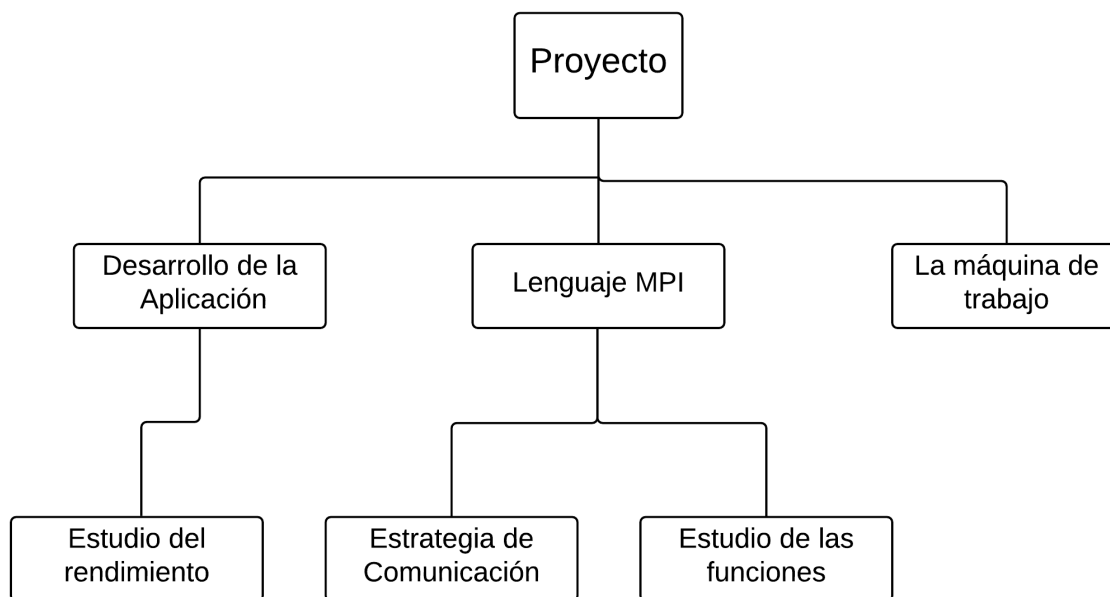 Proyecto
Desarrollo de la
Aplicación
Lenguaje MPI
La máquina de
trabajo
Estudio del
rendimiento
Estrategia de
Comunicación
Estudio de las
funciones